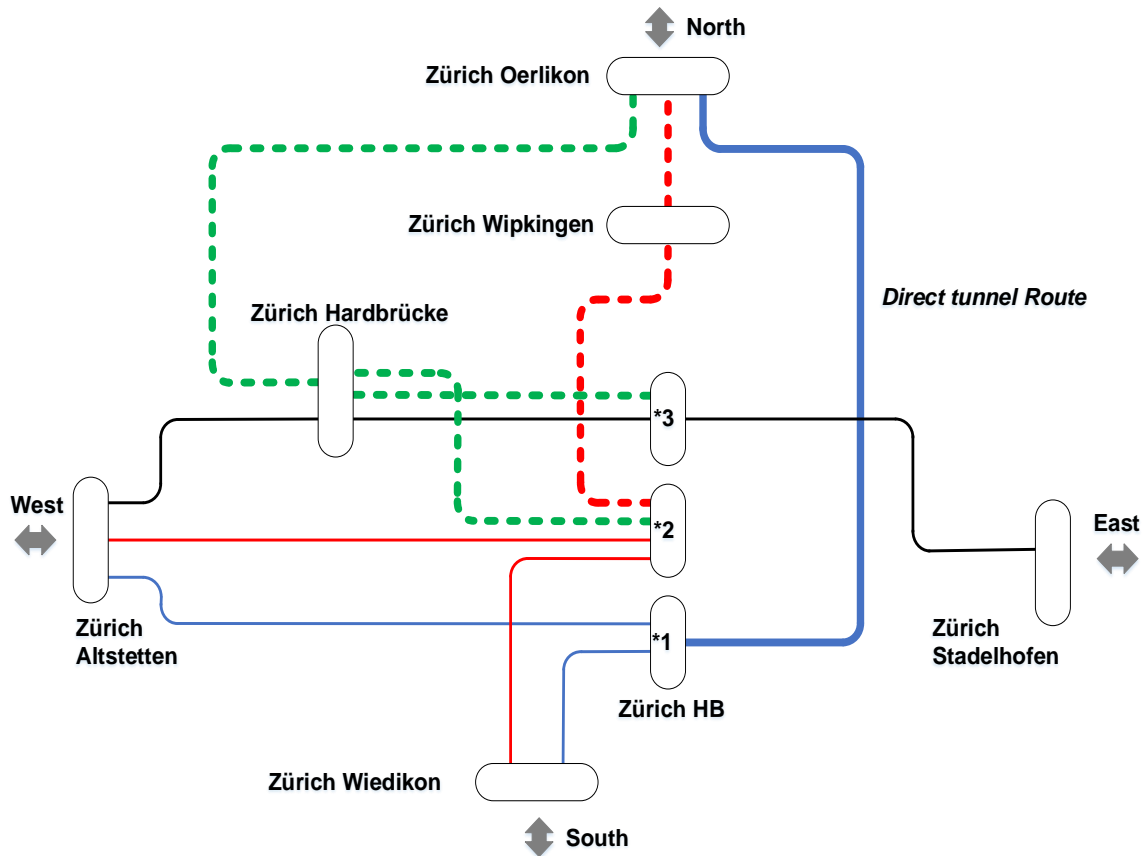 North
Zürich Oerlikon
Zürich Wipkingen
Direct tunnel Route
Zürich Hardbrücke
*3
West
*2
East
Zürich
Altstetten
*1
Zürich
Stadelhofen
Zürich HB
Zürich Wiedikon
South